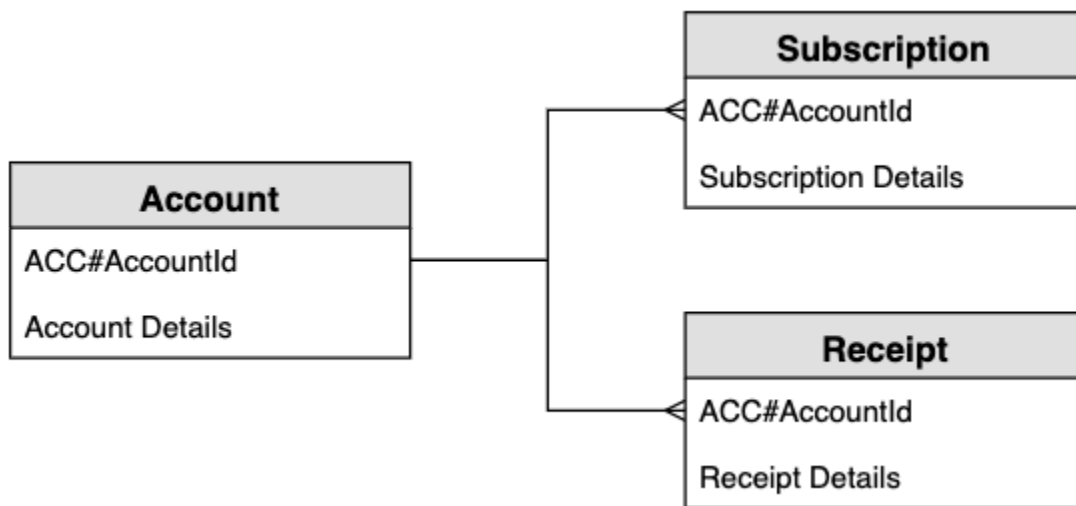 Subscription
ACC#AccountId
Subscription Details
Account
ACC#AccountId
Account Details
Receipt
ACC#AccountId
Receipt Details